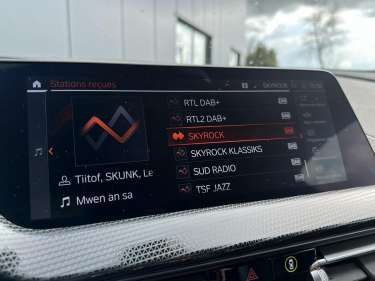 Stations reçues
SKYROCK
RTL DAB+
RTL2 DAB+
SKYROCK
SKYROCK KLASSIKS
SUD RADIO
TSF JAZZ
Tiitof, SKUNK, Le
Mwen an sa